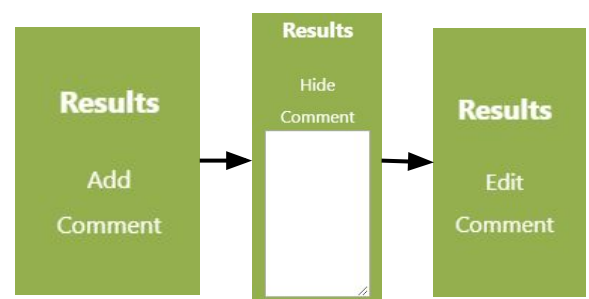 Results
Add
Comment
Results
Hide
Comment
Results
Edit
Comment